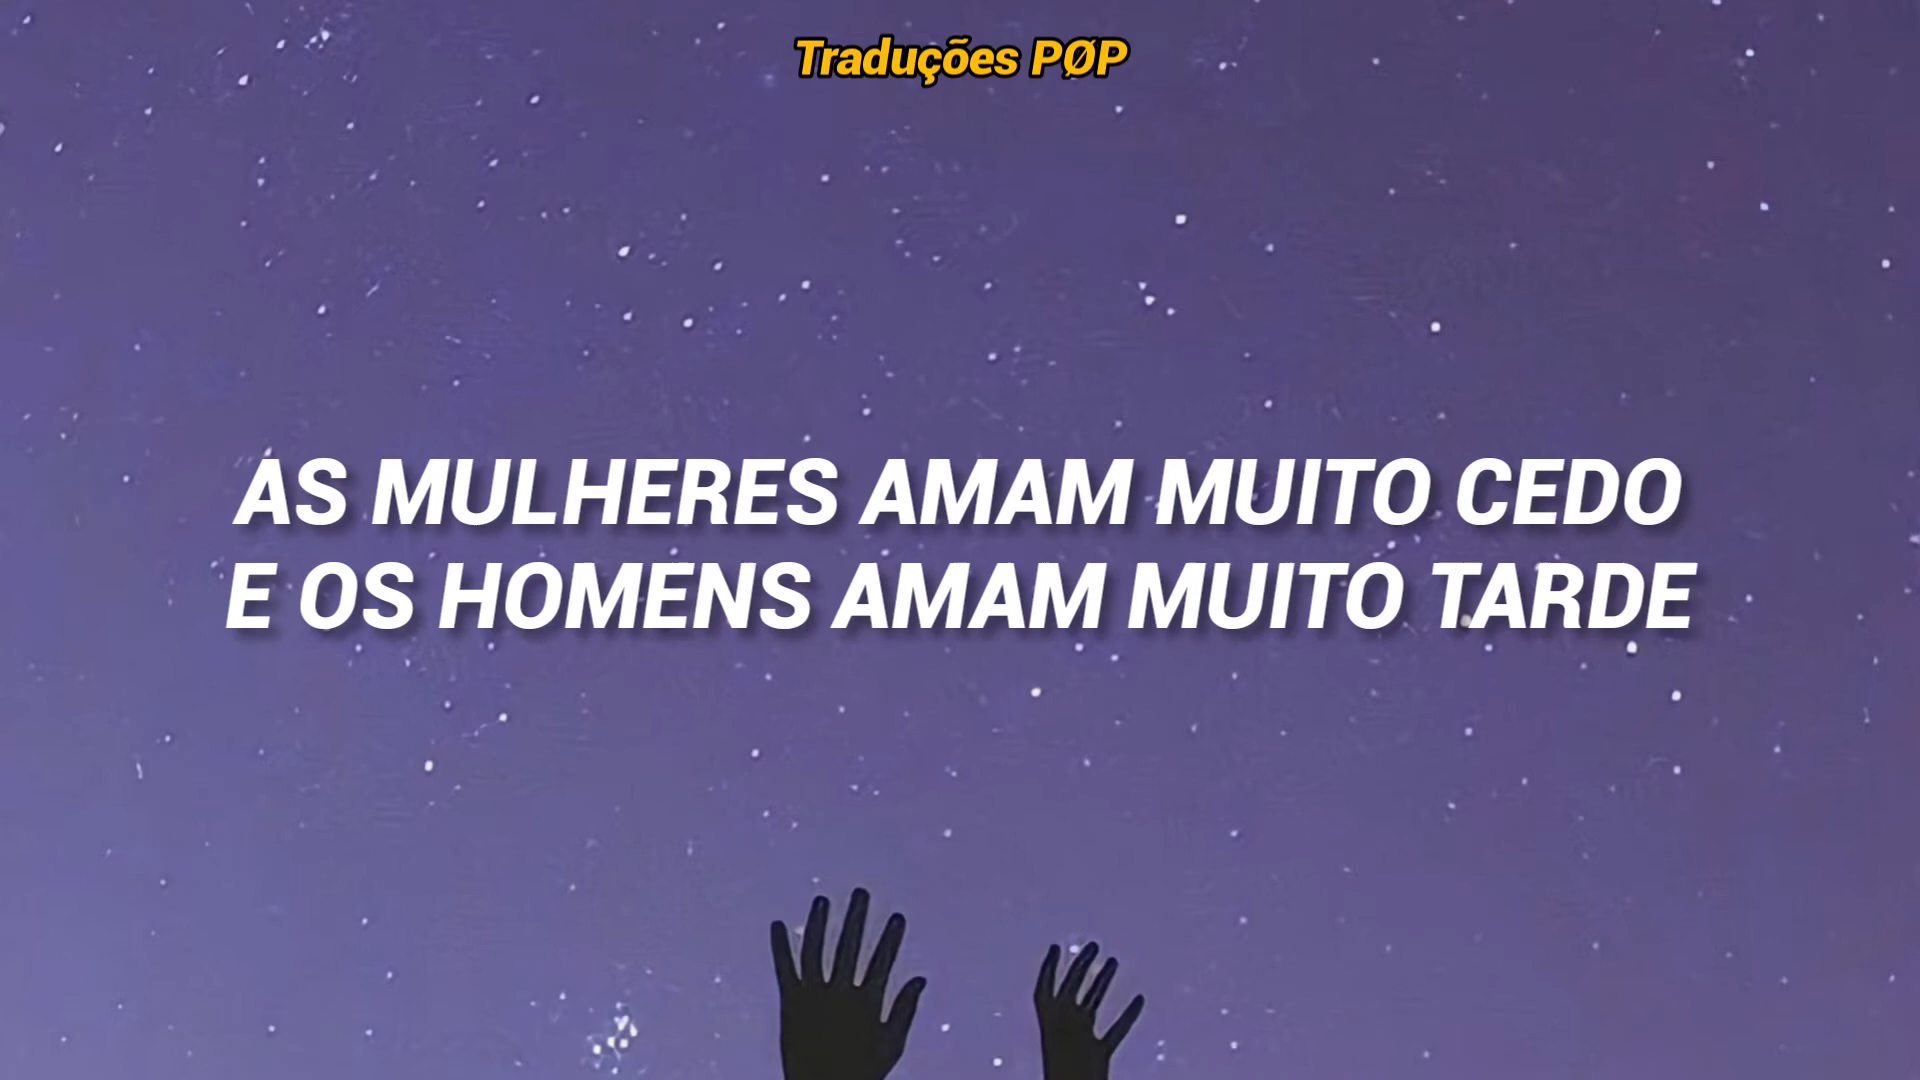 Traduções PØP
AS MULHERES AMAM MUITO CEDO
E OS HOMENS AMAM MUITO TARDE